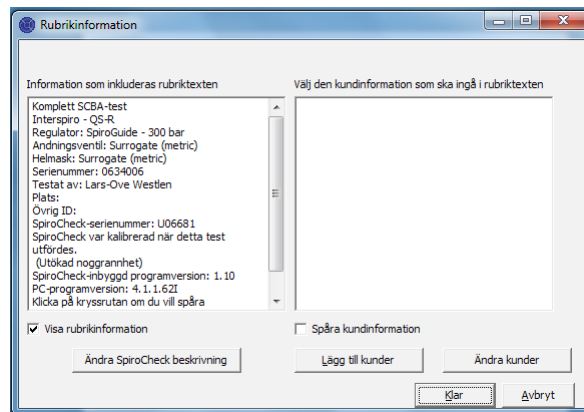 Rubrikinformation
Information som inkluderas rubriktexten
Välj den kundinformation som ska ingå i rubriktexten
Komplett SCBA-test
Interspiro - QS-R
Regulator: SpiroGuide - 300 bar
Andningsventil: Surrogate (metric)
Helmask: Surrogate (metric)
Serienummer: 0634006
Testat av: Lars-Ove Westlen
Plats:
Övrig ID:
SpiroCheck-serienummer: U06681
SpiroCheck var kalibrerad när detta test
utfördes.
(Utökad noggrannhet)
SpiroCheck-inbyggd programversion: 1.10
PC-programversion: 4.1.1.62I
Klicka på kryssrutan om du vill spåra
Visa rubrikinformation
Spåra kundinformation
Ändra SpiroCheck beskrivning
Lägg till kunder
Ändra kunder
Klar
Avbryt